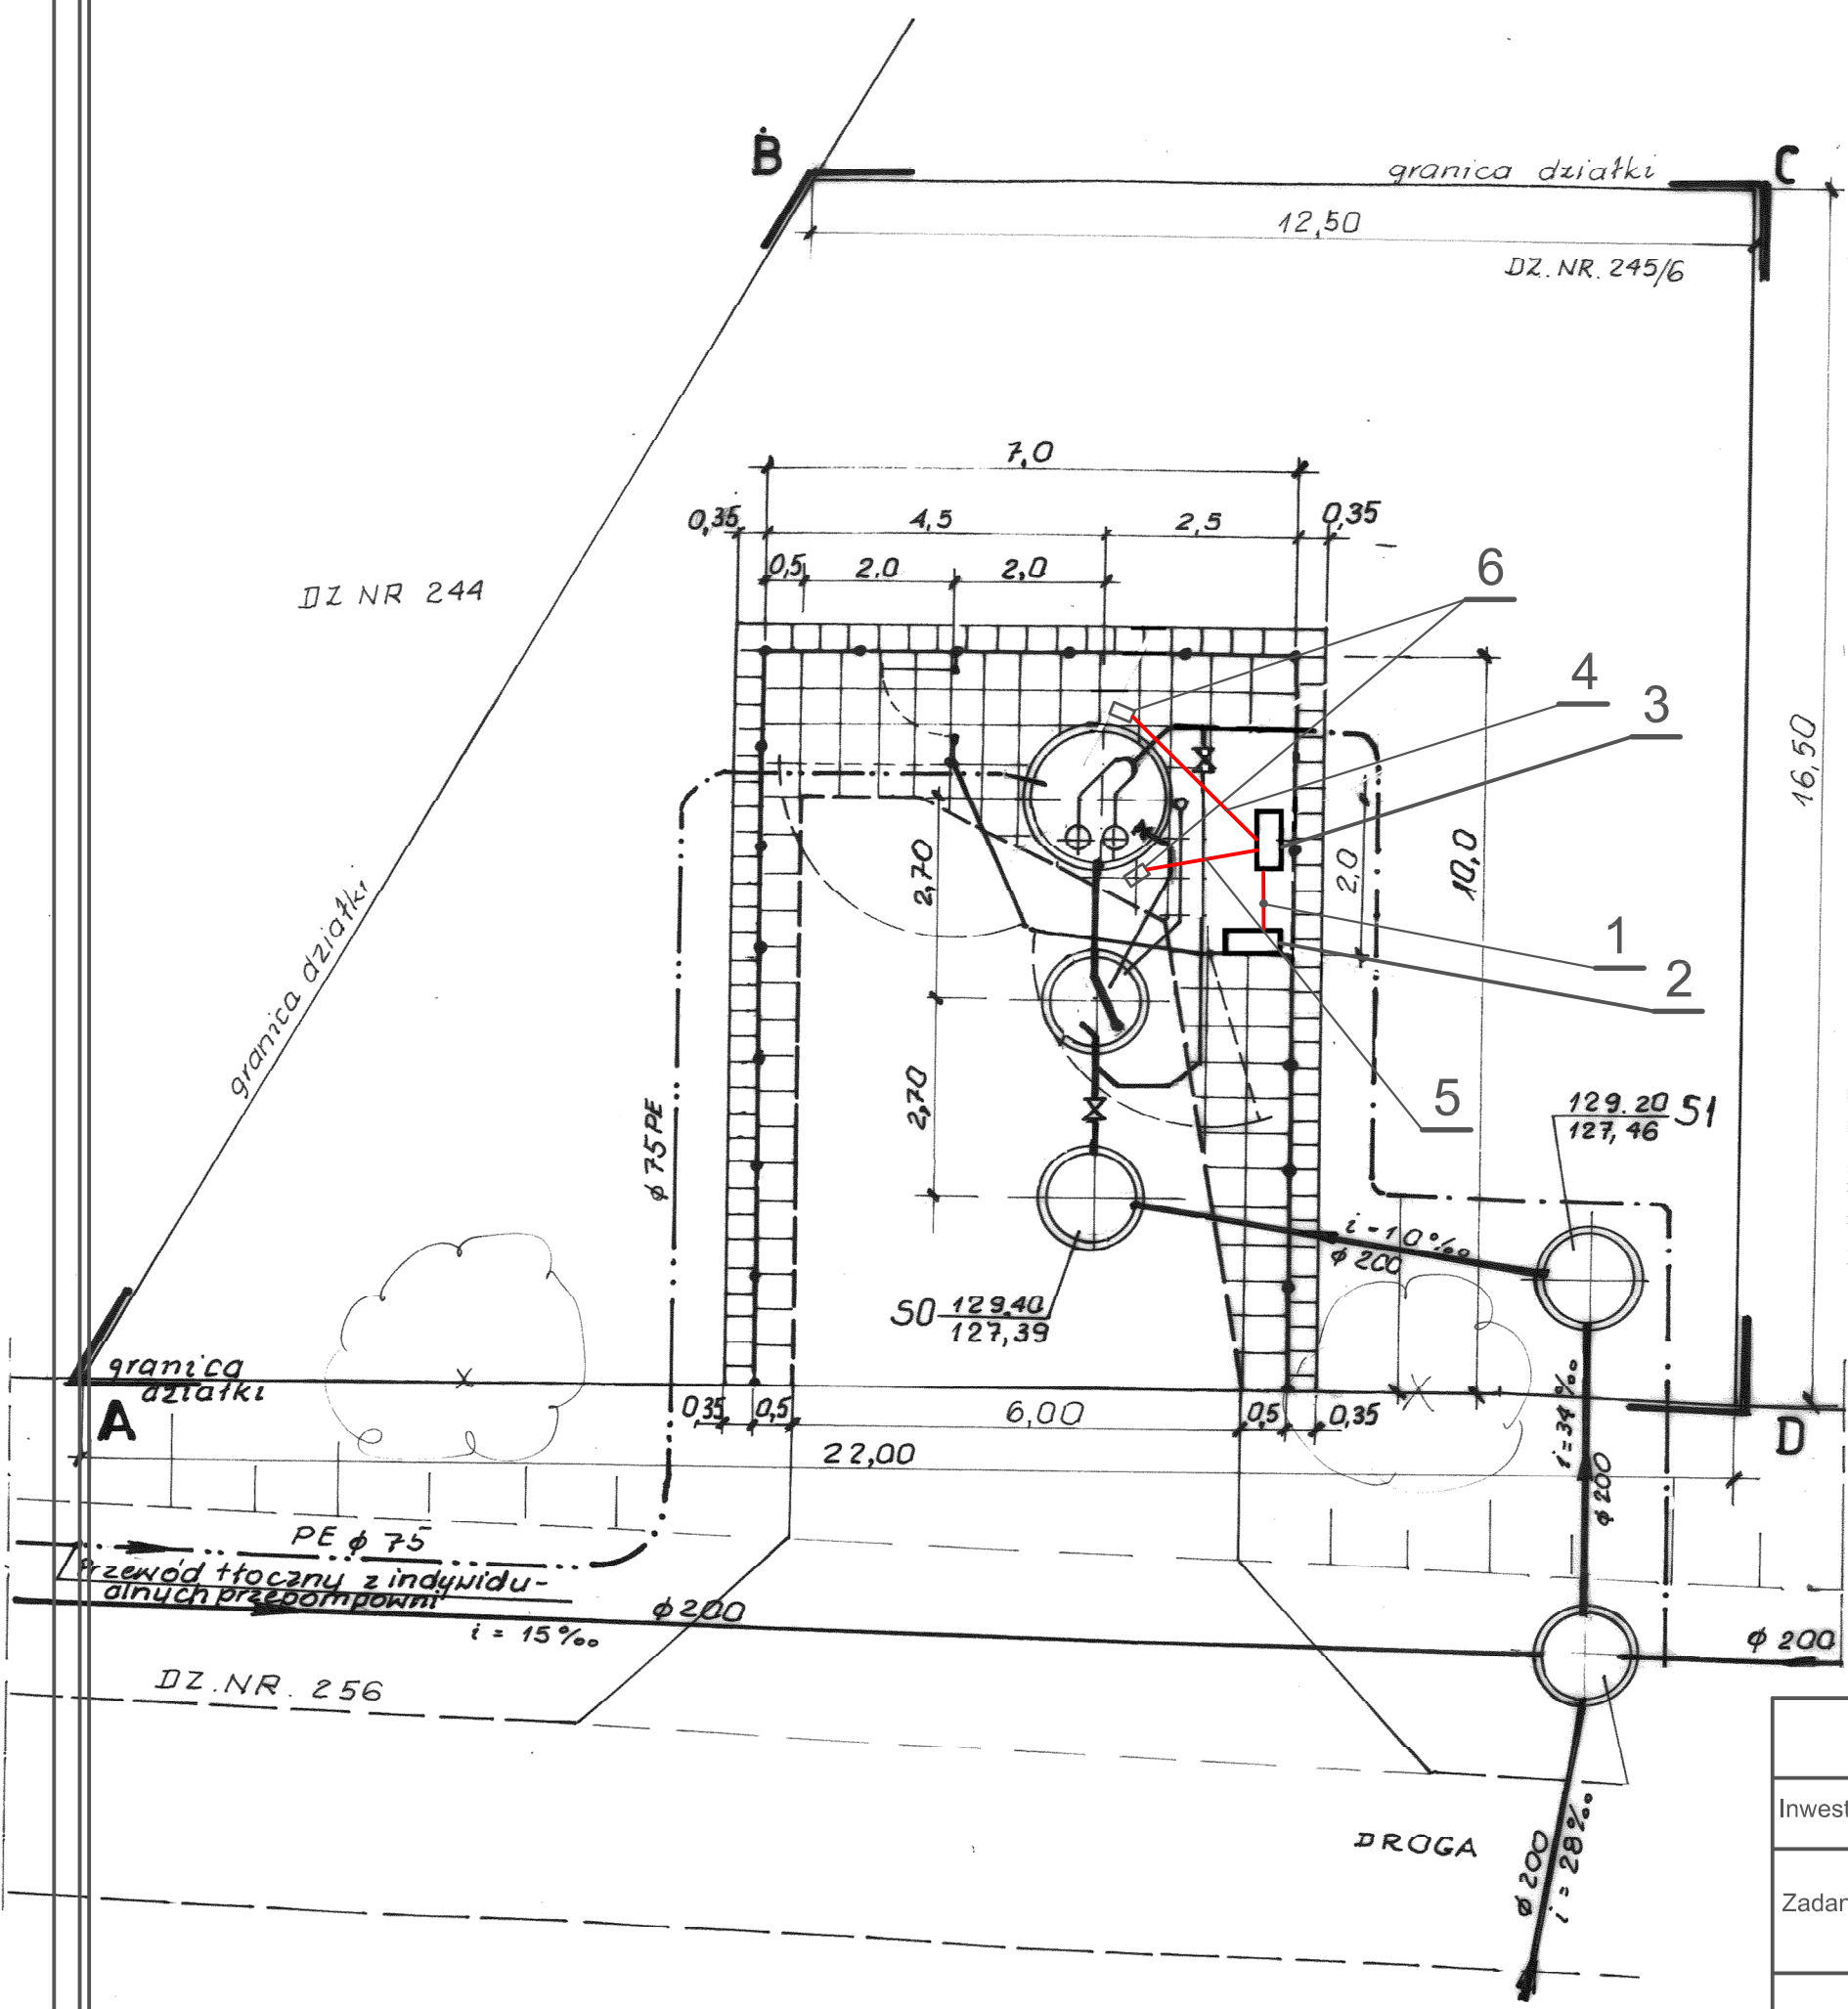 B
C
granica działki
12,50
DZ. NR. 245/6
7,0
0,35
4,5
2,5
0,35
0,5
2.0
2,0
6
DZ NR 244
4
3
16,50
2,70
2,0
10,0
1
2
granica działki
2,70
5
ϕ 75PE
129.20 S1
127,46
i = 10‰
ϕ 200
S0 129.40
127,39
granica
działki
A
0,35
0,5
6,00
0,5
0,35
i=34‰
D
22,00
ϕ 200
PE ϕ 75
Przewód tłoczny z indywidu-
alnych przepompowni
ϕ 200
i = 15‰
ϕ 200
DZ. NR. 256
DROGA
ϕ 200
i = 28‰
Inwest
Zadan